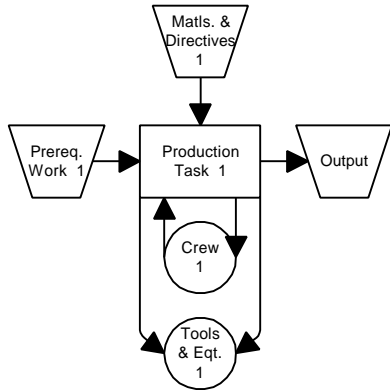 Matls. &
Directives
1
Prereq.
Work 1
Production
Task 1
Output
Crew
1
Tools
& Eqt.
1